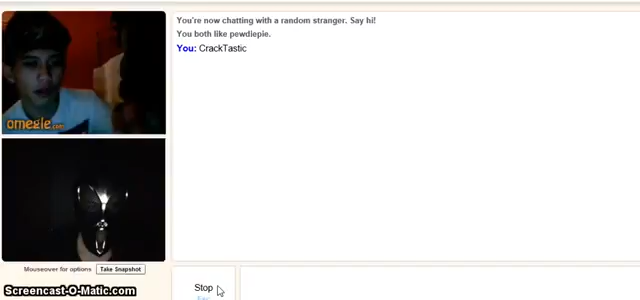 You're now chatting with a random stranger. Say hi!
You both like pewdiepie.
You: CrackTastic
omegle.com
Mouseover for options
Take Snapshot
Screencast-O-Matic.com
Stop
Esc